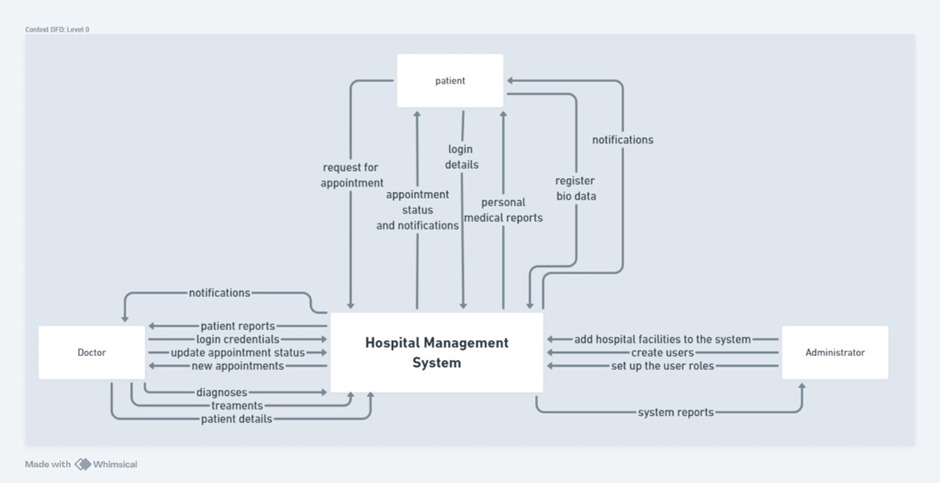 Context DFD: Level 0
patient
notifications
login
details
request for
appointment
register
bio data
appointment
status
and notifications
personal
medical reports
notifications
patient reports
login credentials
update appointment status
new appointments
Doctor
Hospital Management
System
add hospital facilities to the system
create users
set up the user roles
Administrator
diagnoses
treaments
patient details
system reports
Made with Whimsical